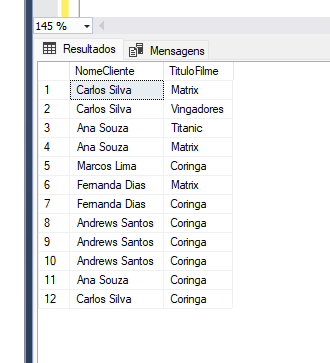 145 %
Resultados Mensagens
NomeCliente TituloFilme
1 Carlos Silva Matrix
2 Carlos Silva Vingadores
3 Ana Souza Titanic
4 Ana Souza Matrix
5 Marcos Lima Coringa
6 Fernanda Dias Matrix
7 Fernanda Dias Coringa
8 Andrews Santos Coringa
9 Andrews Santos Coringa
10 Andrews Santos Coringa
11 Ana Souza Coringa
12 Carlos Silva Coringa